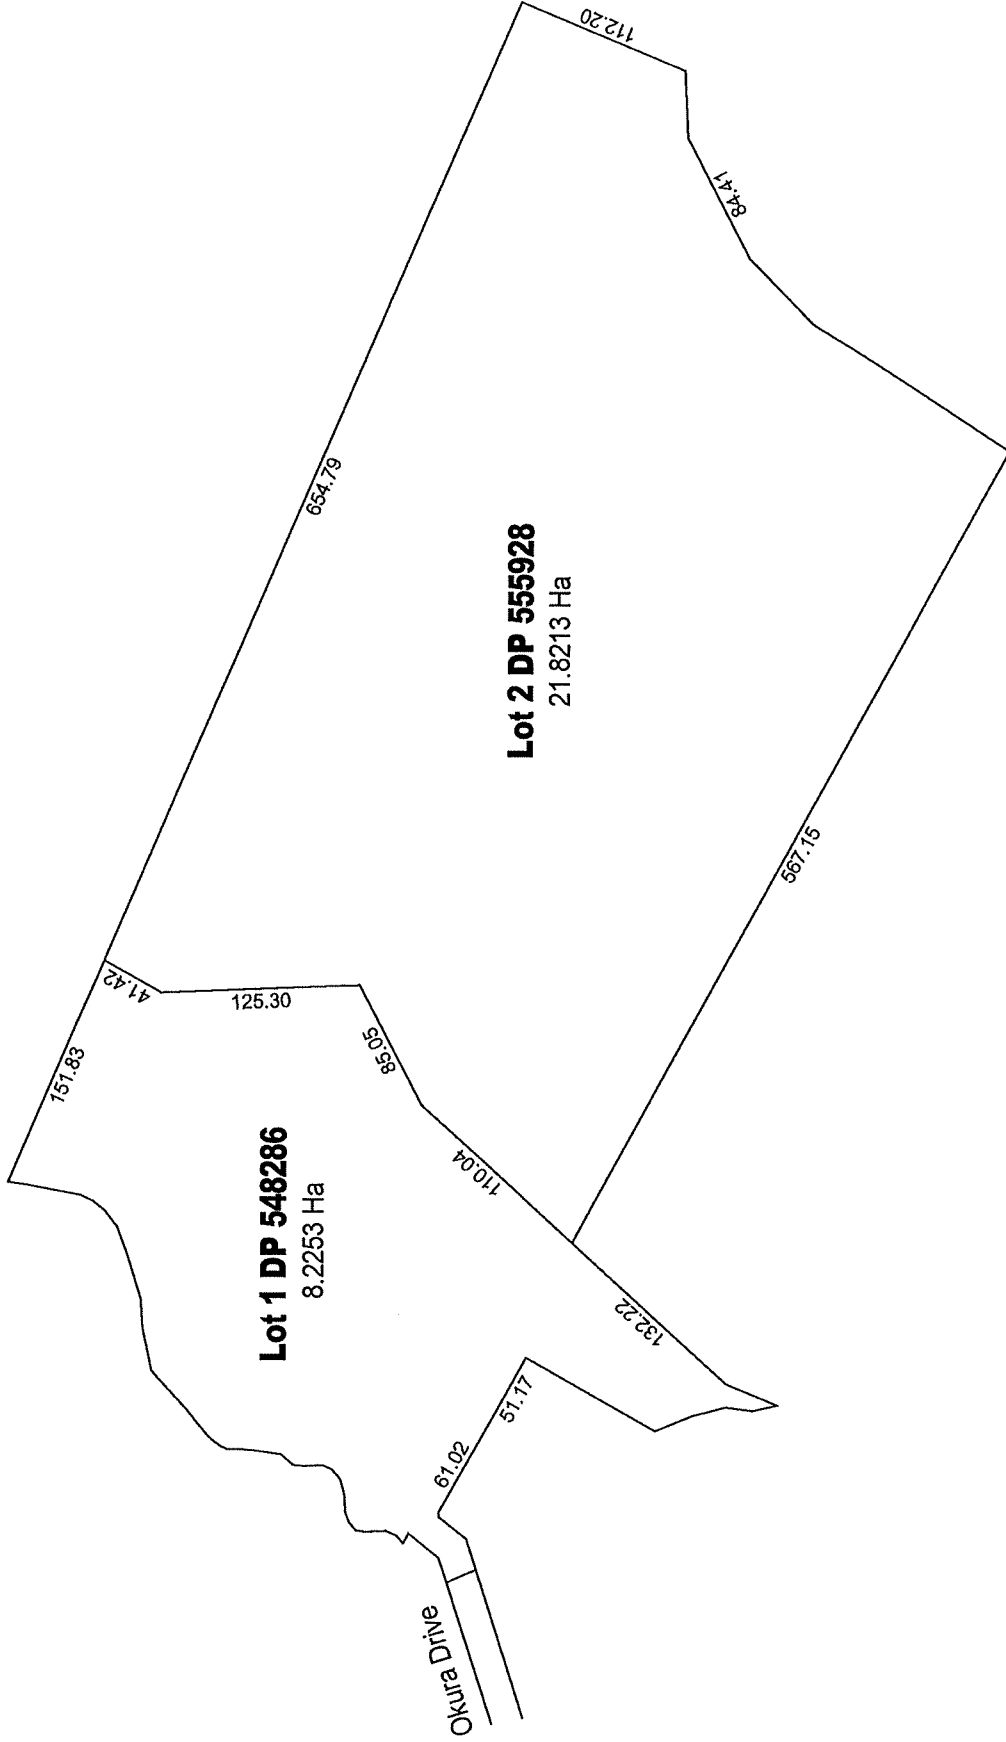 112.20
84.41
654.79
Lot 2 DP 555928
21.8213 Ha
567.15
41.42
151.83
125.30
85.05
110.04
Lot 1 DP 548286
8.2253 Ha
132.22
51.17
61.02
Okura Drive